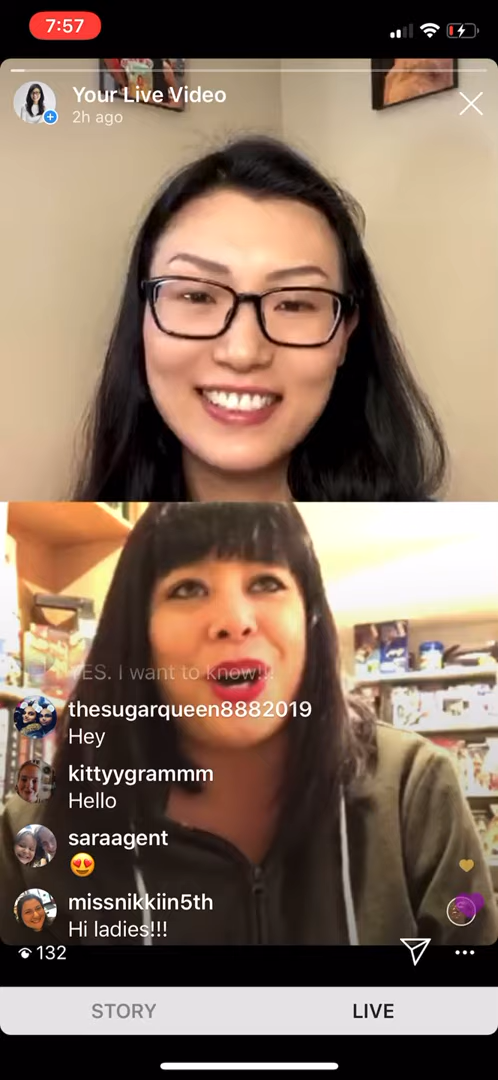 7:57
Your Live Video
2h ago
YES. I want to know!!!
thesugarqueen8882019
Hey
kittyygrammm
Hello
saraagent
😍
missnikkiin5th
Hi ladies!!!
132
STORY
LIVE